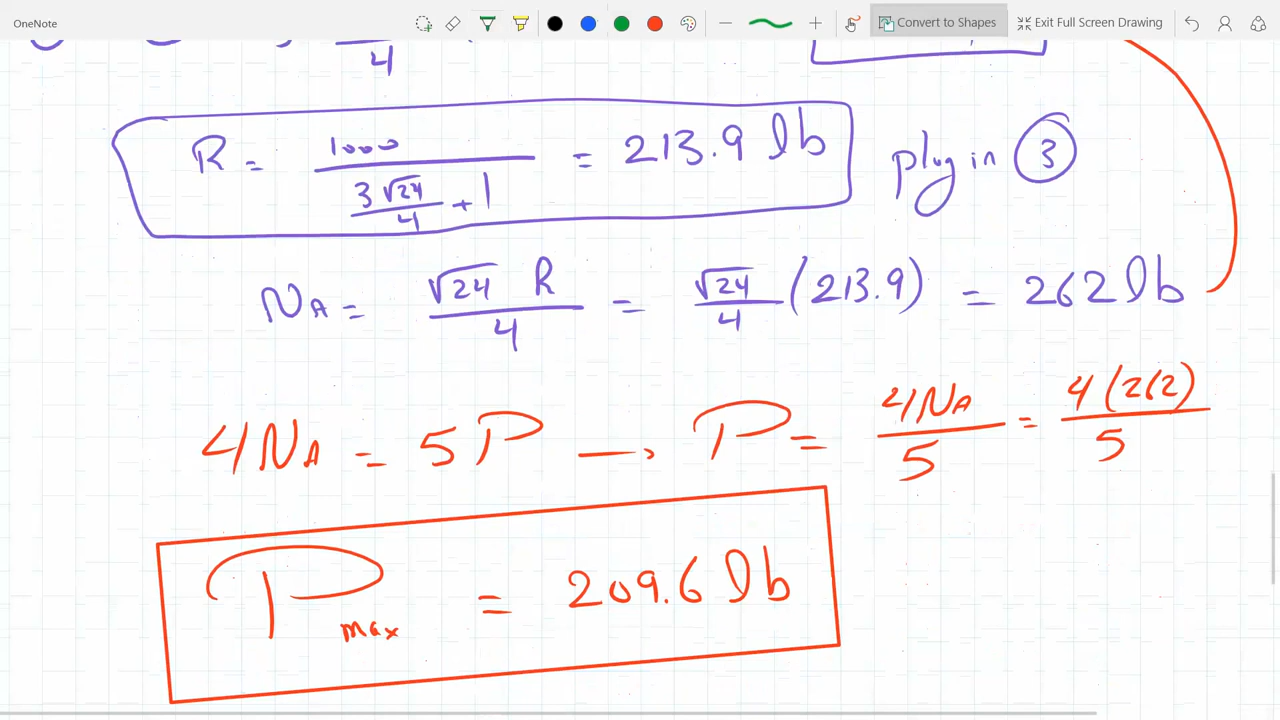 OneNote
Convert to Shapes
Exit Full Screen Drawing
4
R = 1000 / (3√24/4 + 1) = 213.9 lb plug in ③
N_A = √24 R / 4 = √24/4 (213.9) = 262 lb
4N_A = 5P → P = 4N_A/5 = 4(262)/5
P_max = 209.6 lb